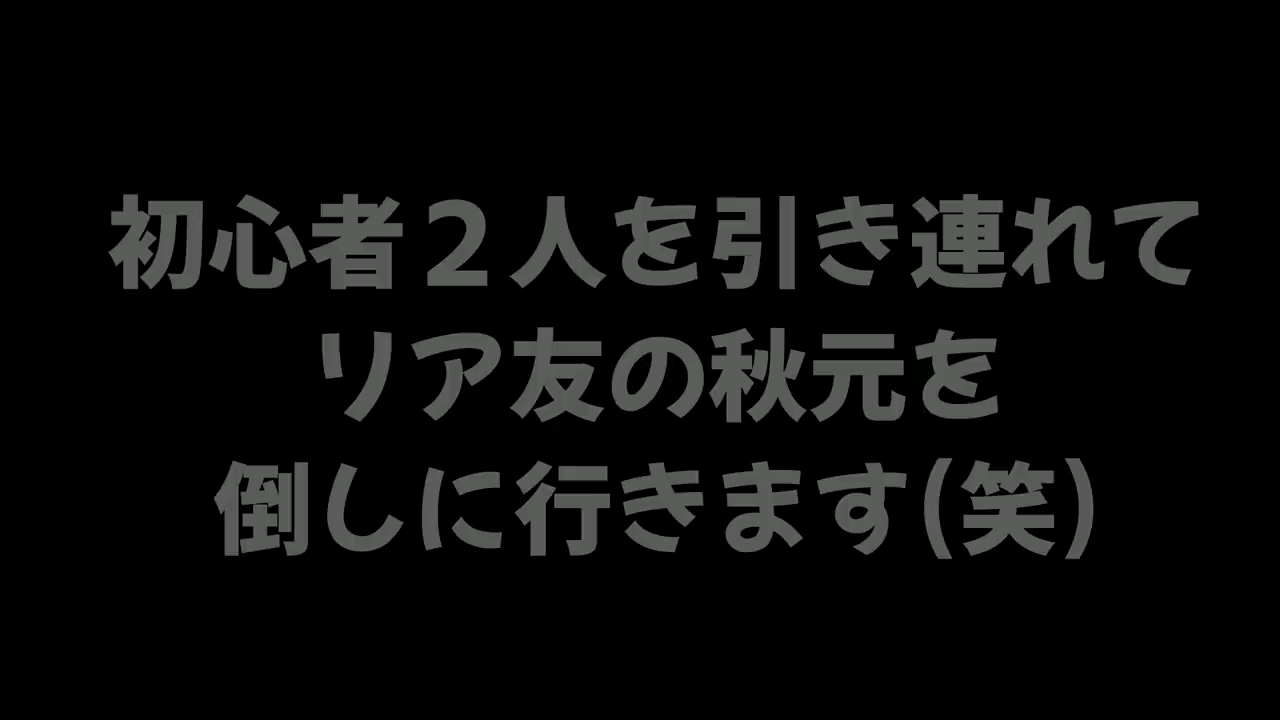 初心者２人を引き連れて
リア友の秋元を
倒しに行きます(笑)